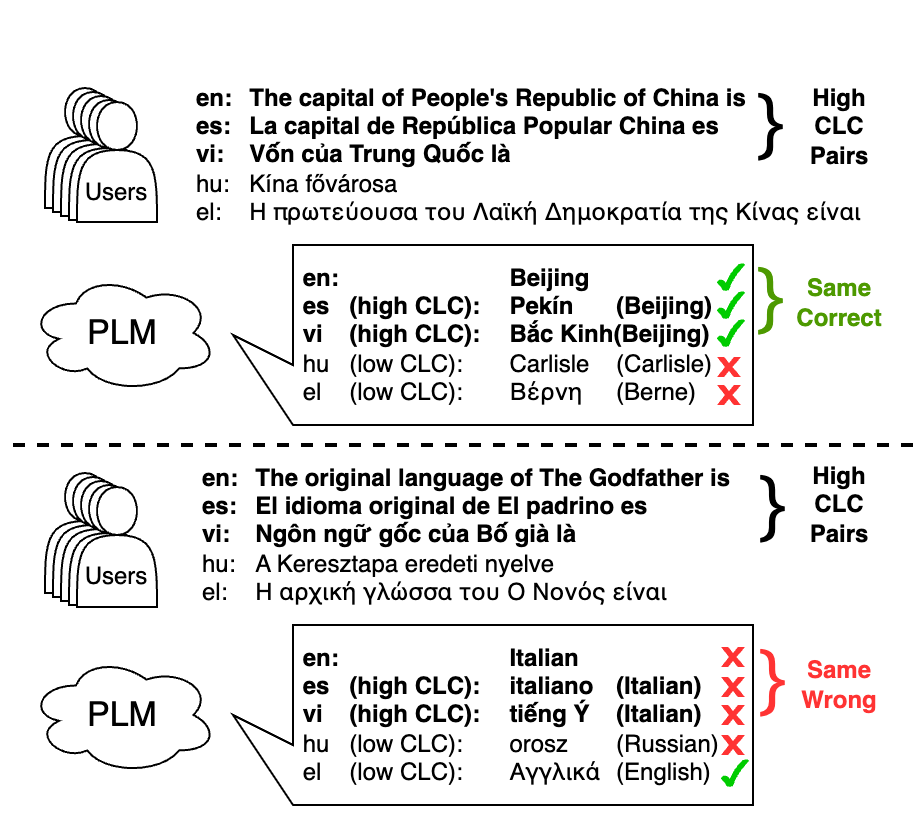 en: The capital of People's Republic of China is
es: La capital de República Popular China es
vi: Vốn của Trung Quốc là
hu: Kína fővárosa
el: Η πρωτεύουσα του Λαϊκή Δημοκρατία της Κίνας είναι
High
CLC
Pairs
Users
PLM
en: Beijing
es (high CLC): Pekín (Beijing)
vi (high CLC): Bắc Kinh(Beijing)
hu (low CLC): Carlisle (Carlisle)
el (low CLC): Βέρνη (Berne)
Same
Correct
en: The original language of The Godfather is
es: El idioma original de El padrino es
vi: Ngôn ngữ gốc của Bố già là
hu: A Keresztapa eredeti nyelve
el: Η αρχική γλώσσα του Ο Νονός είναι
High
CLC
Pairs
Users
PLM
en: Italian
es (high CLC): italiano (Italian)
vi (high CLC): tiếng Ý (Italian)
hu (low CLC): orosz (Russian)
el (low CLC): Αγγλικά (English)
Same
Wrong